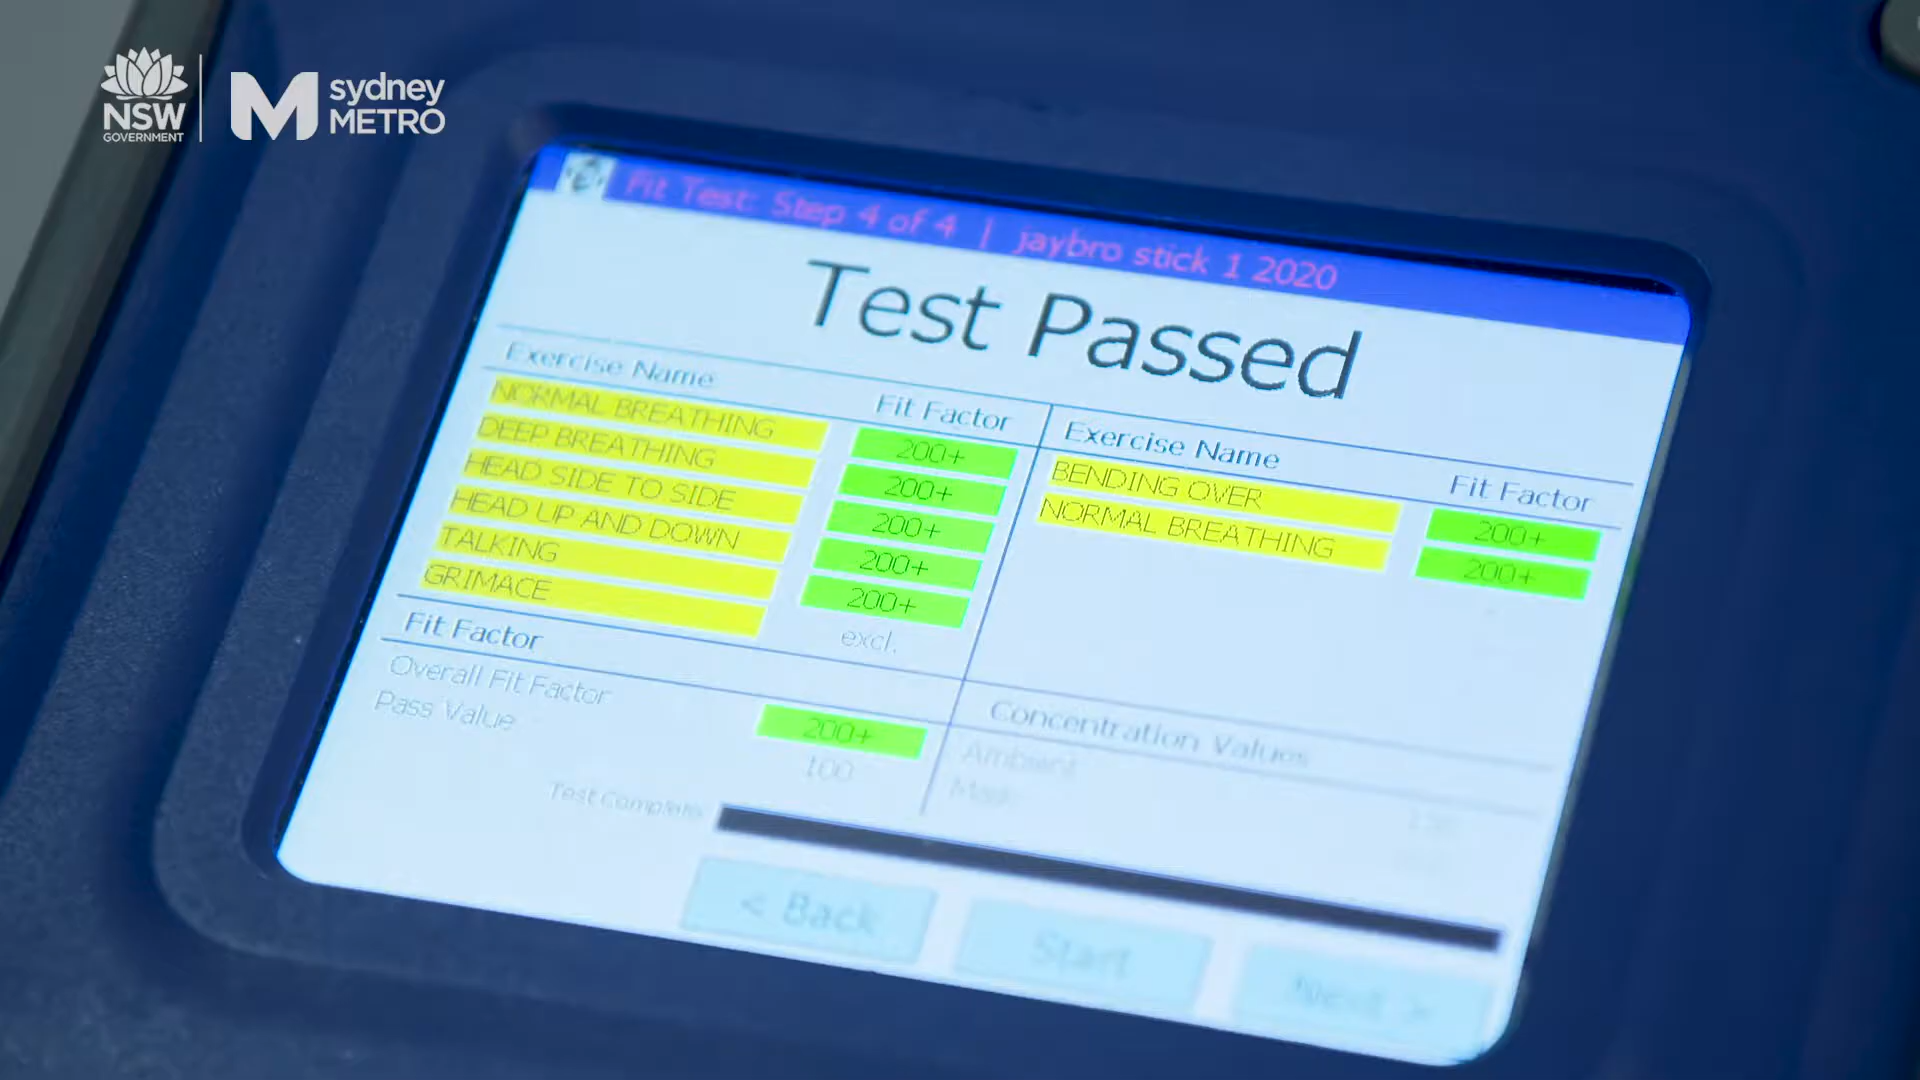 NSW
GOVERNMENT
sydney
METRO
Fit Test: Step 4 of 4 | jaybro stick 1 2020
Test Passed
Exercise Name Fit Factor
NORMAL BREATHING 200+
DEEP BREATHING 200+
HEAD SIDE TO SIDE 200+
HEAD UP AND DOWN 200+
TALKING 200+
GRIMACE excl.
Exercise Name Fit Factor
BENDING OVER 200+
NORMAL BREATHING 200+
Fit Factor
Overall Fit Factor 200+
Pass Value 100
Concentration Values
Ambient
Mask
Test Complete:
< Back
Start
Next >